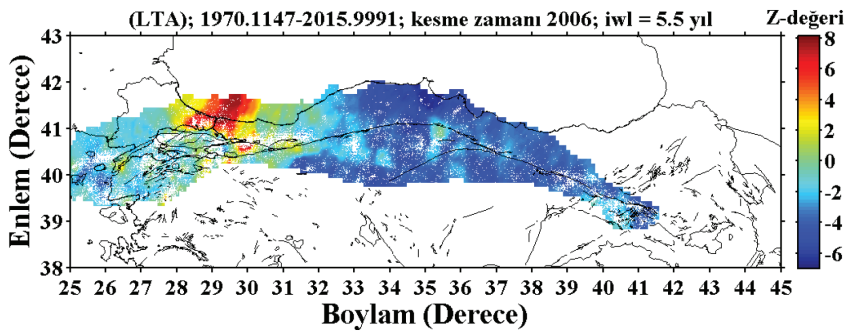 (LTA); 1970.1147-2015.9991; kesme zamanı 2006; iwl = 5.5 yıl
Z-değeri
43
42
41
40
39
38
Enlem (Derece)
25 26 27 28 29 30 31 32 33 34 35 36 37 38 39 40 41 42 43 44 45
Boylam (Derece)
8
6
4
2
0
-2
-4
-6